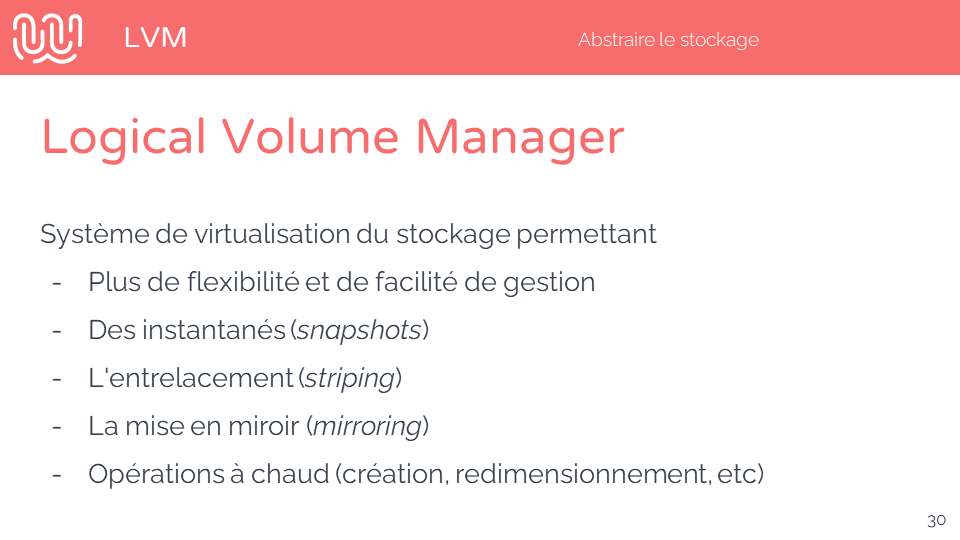 LVM
Abstraire le stockage
Logical Volume Manager
Système de virtualisation du stockage permettant
- Plus de flexibilité et de facilité de gestion
- Des instantanés (snapshots)
- L'entrelacement (striping)
- La mise en miroir (mirroring)
- Opérations à chaud (création, redimensionnement, etc)
30